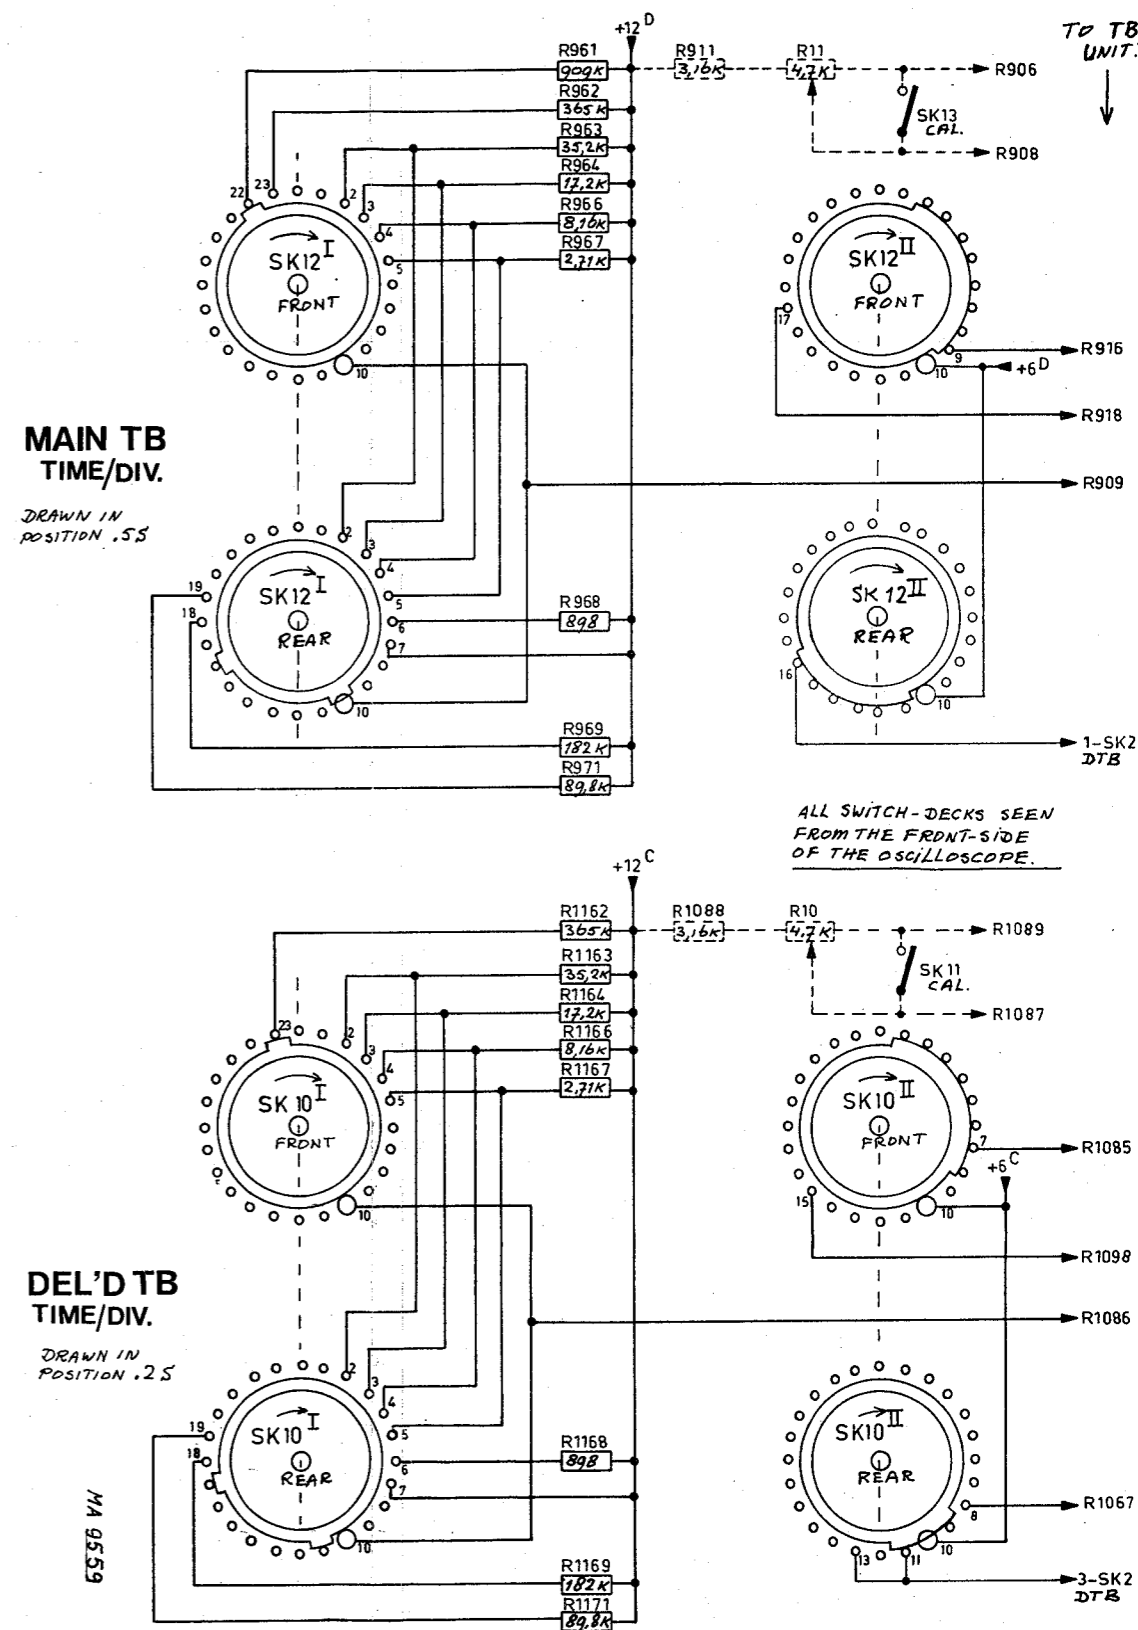 +12 D
TO TB
UNIT.
R961
909K
R911
3,16K
R11
4,7K
R906
R962
365K
SK13
CAL.
R963
35,2K
R908
R964
17,2K
R966
8,16K
R967
2,71K
22
23
2
3
4
5
10
SK12 I
FRONT
SK12 II
FRONT
17
9
10
R916
+6 D
R918
R909
MAIN TB
TIME/DIV.
DRAWN IN
POSITION .5S
19
18
2
3
4
5
6
7
10
SK12 I
REAR
R968
898
SK12 II
REAR
16
10
R969
182K
R971
89,8K
1-SK2
DTB
ALL SWITCH-DECKS SEEN
FROM THE FRONT-SIDE
OF THE OSCILLOSCOPE.
+12 C
R1162
365K
R1088
3,16K
R10
4,7K
R1089
R1163
35,2K
SK11
CAL.
R1164
17,2K
R1087
R1166
8,16K
R1167
2,71K
23
2
3
4
5
10
SK10 I
FRONT
SK10 II
FRONT
7
15
10
R1085
+6 C
R1098
R1086
DEL'D TB
TIME/DIV.
DRAWN IN
POSITION .2S
19
18
2
3
4
5
6
7
10
SK10 I
REAR
R1168
898
SK10 II
REAR
8
10
11
13
R1067
R1169
182K
R1171
89,8K
3-SK2
DTB
MA 9559